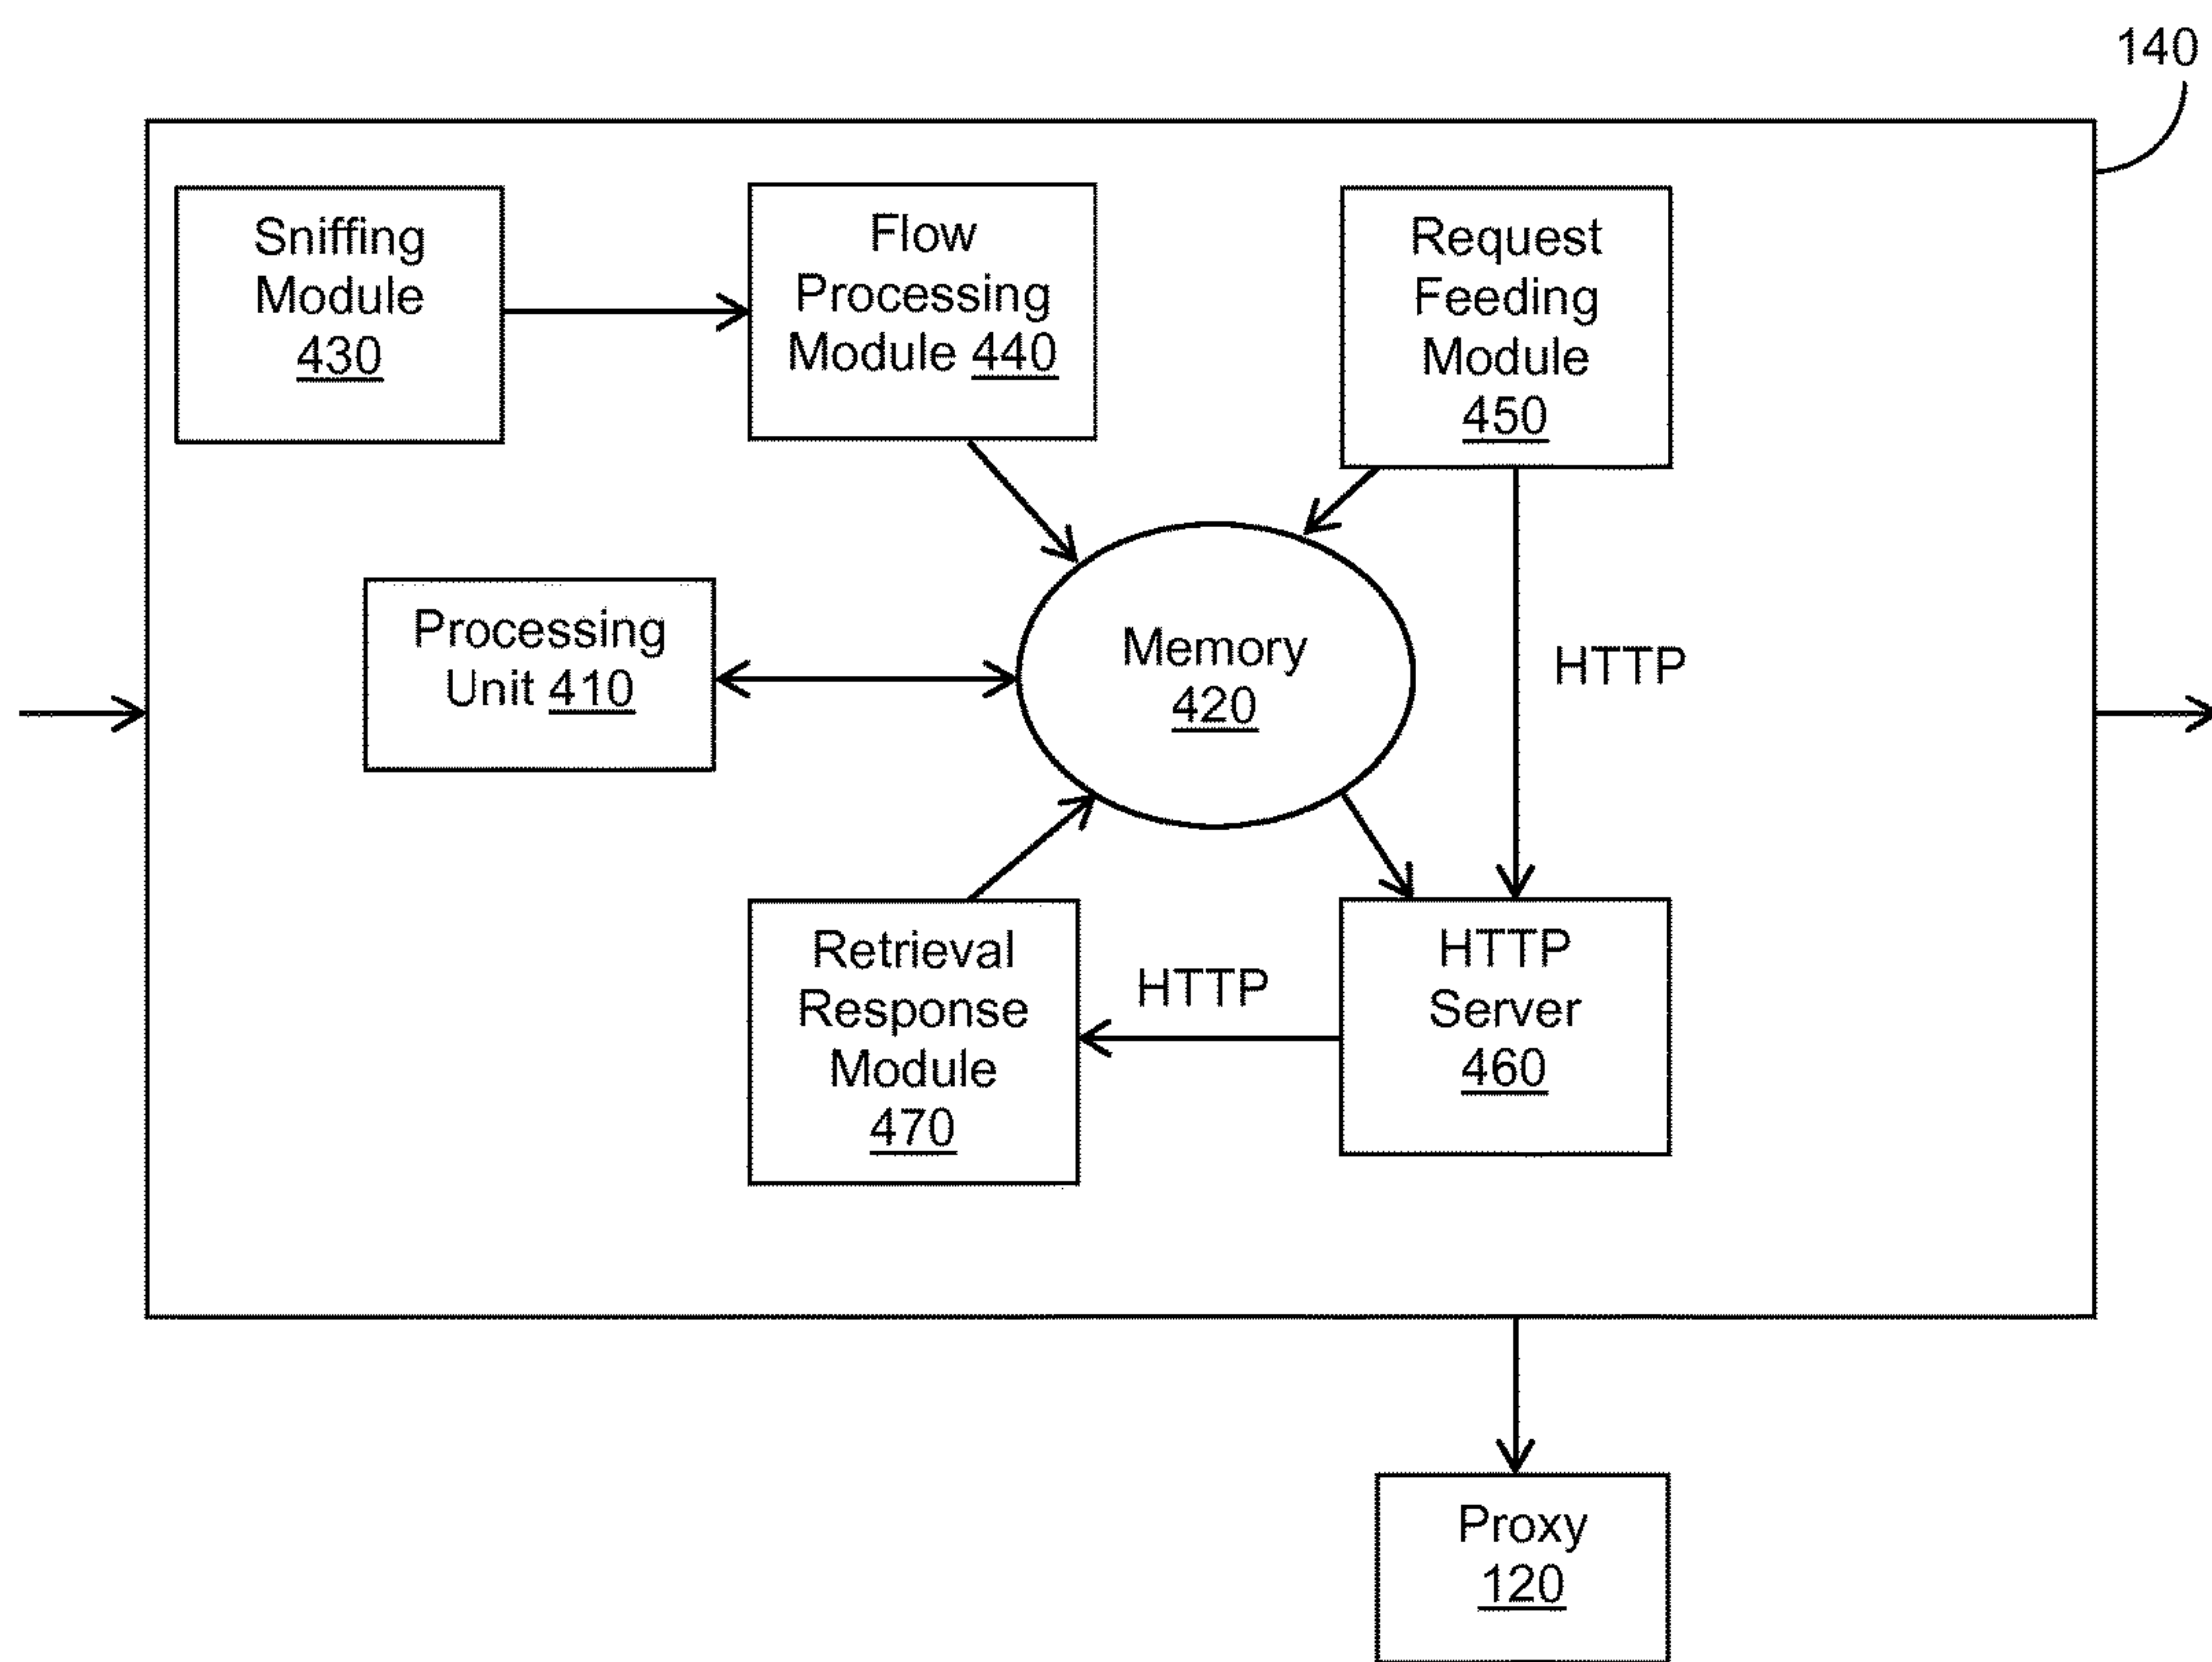 140
Sniffing
Module
430
Flow
Processing
Module 440
Request
Feeding
Module
450
Processing
Unit 410
Memory
420
HTTP
Retrieval
Response
Module
470
HTTP
HTTP
Server
460
Proxy
120